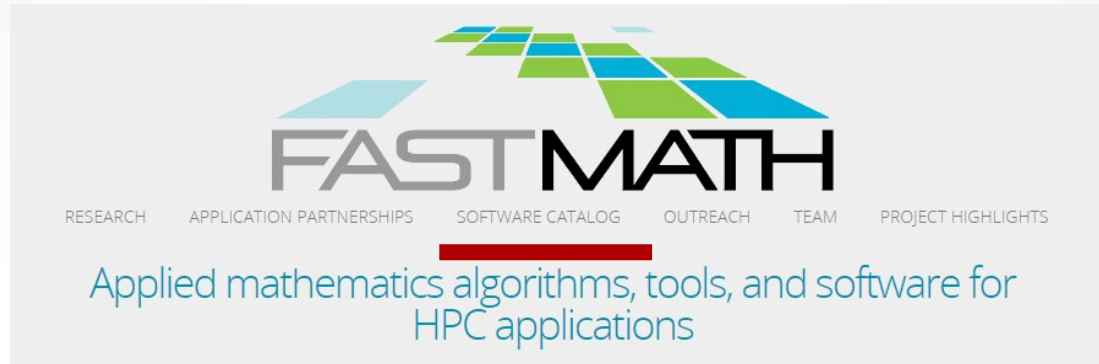 FASTMATH
RESEARCH APPLICATION PARTNERSHIPS SOFTWARE CATALOG OUTREACH TEAM PROJECT HIGHLIGHTS
Applied mathematics algorithms, tools, and software for
HPC applications